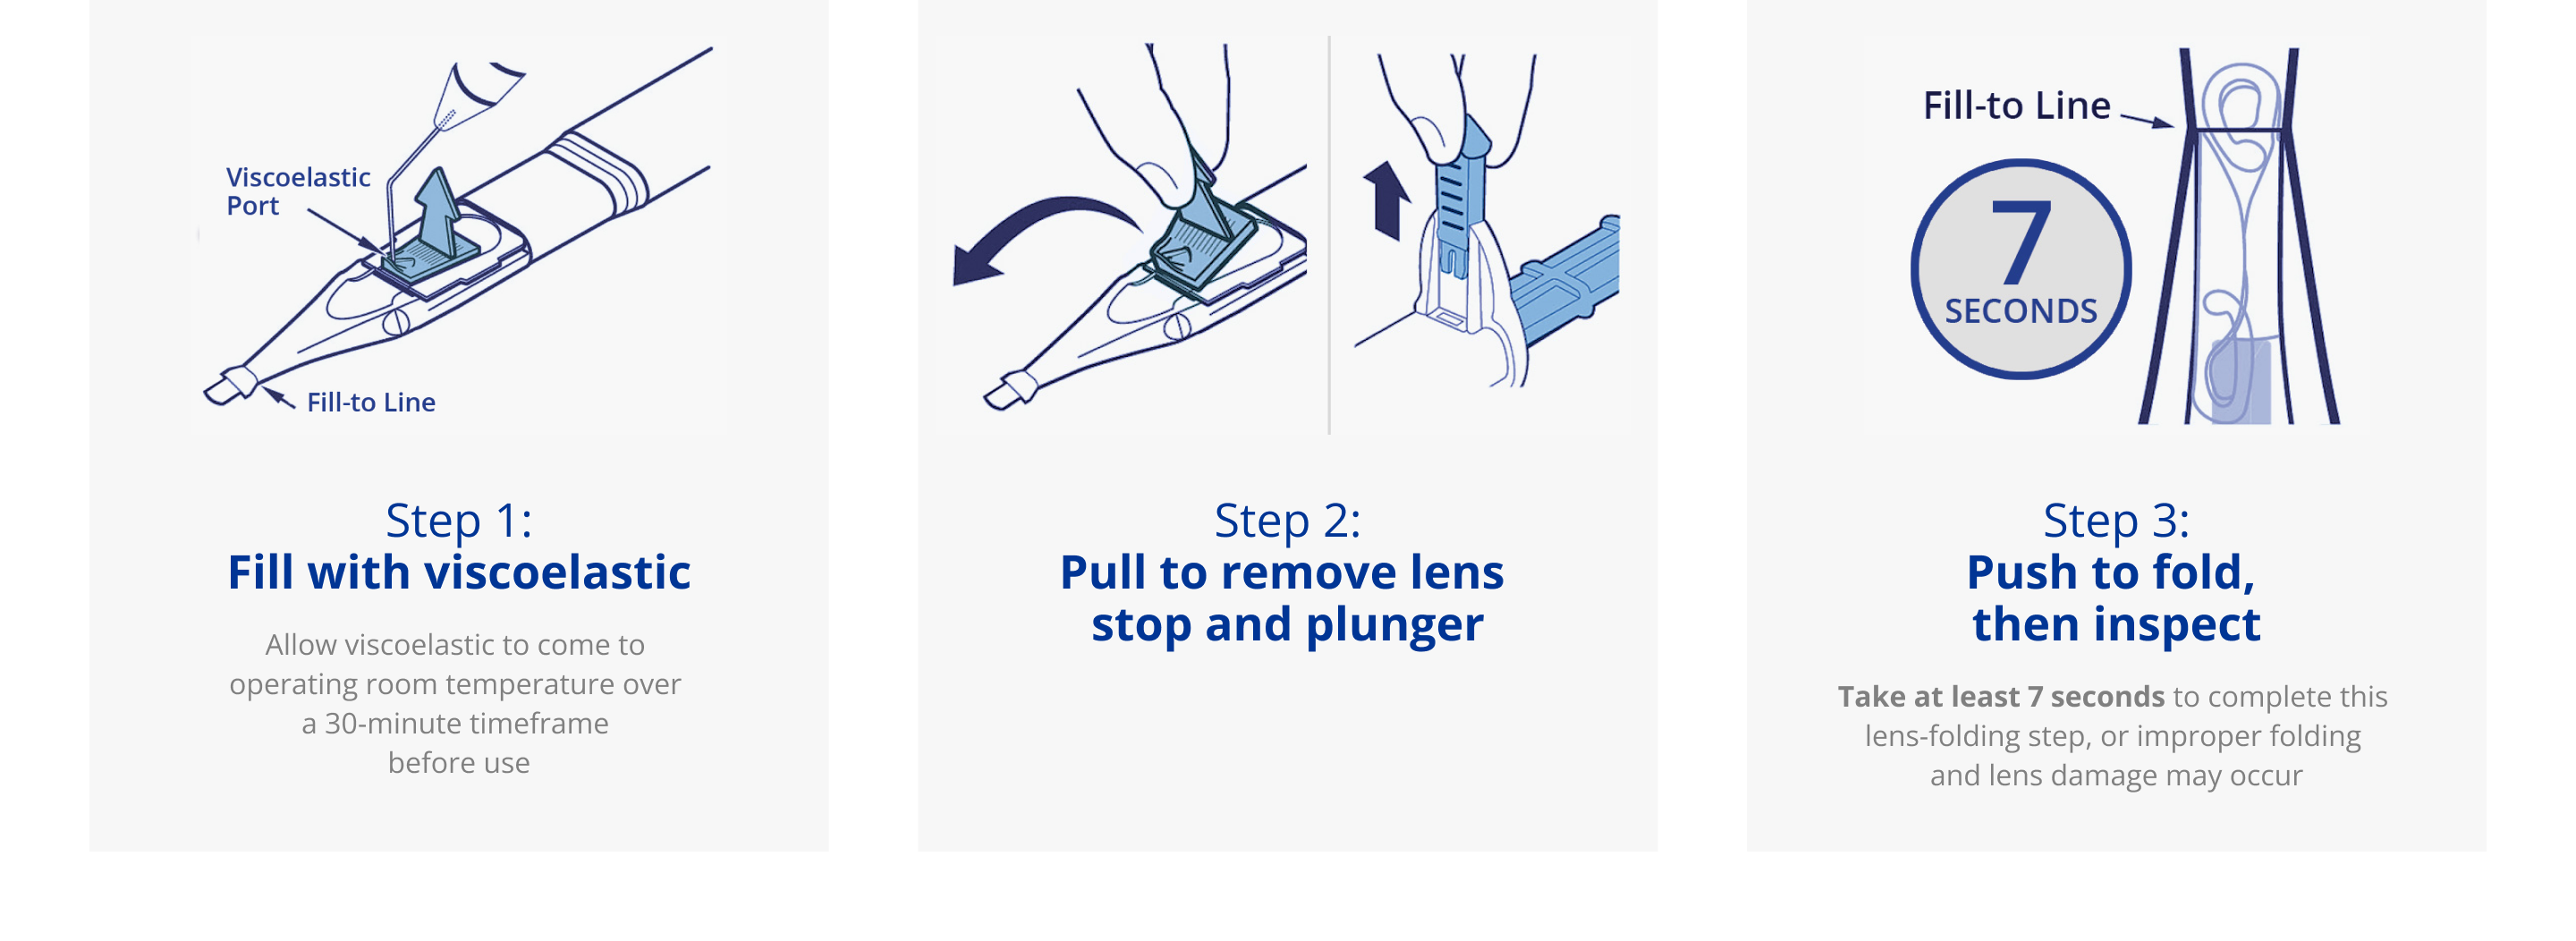 Viscoelastic
Port
Fill-to Line
Step 1:
Fill with viscoelastic
Allow viscoelastic to come to
operating room temperature over
a 30-minute timeframe
before use
Step 2:
Pull to remove lens
stop and plunger
Fill-to Line
7
SECONDS
Step 3:
Push to fold,
then inspect
Take at least 7 seconds to complete this
lens-folding step, or improper folding
and lens damage may occur